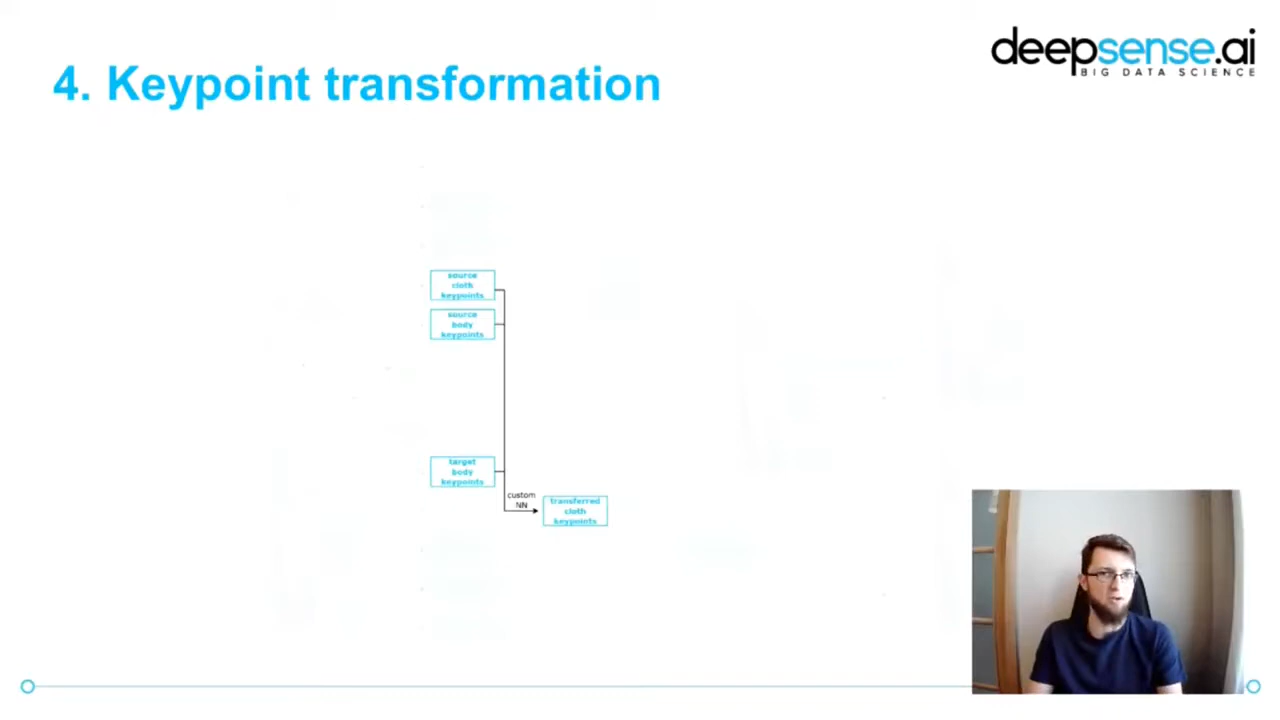 4. Keypoint transformation
deepsense.ai
BIG DATA SCIENCE
source
cloth
keypoints
source
body
keypoints
target
body
keypoints
custom
NN
transferred
cloth
keypoints